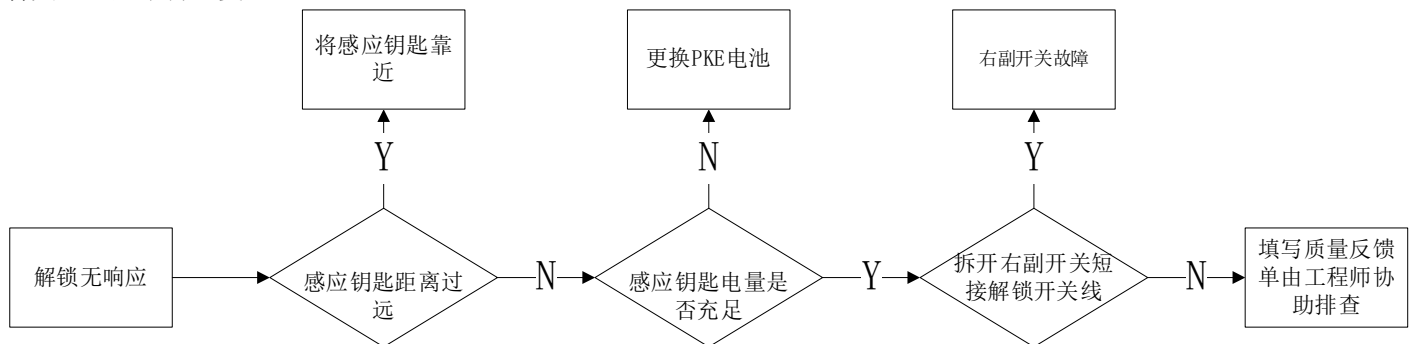 将感应钥匙靠
近
更换PKE电池
右副开关故障
Y
N
Y
解锁无响应
感应钥匙距离过
远
N
感应钥匙电量是
否充足
Y
拆开右副开关短
接解锁开关线
N
填写质量反馈
单由工程师协
助排查